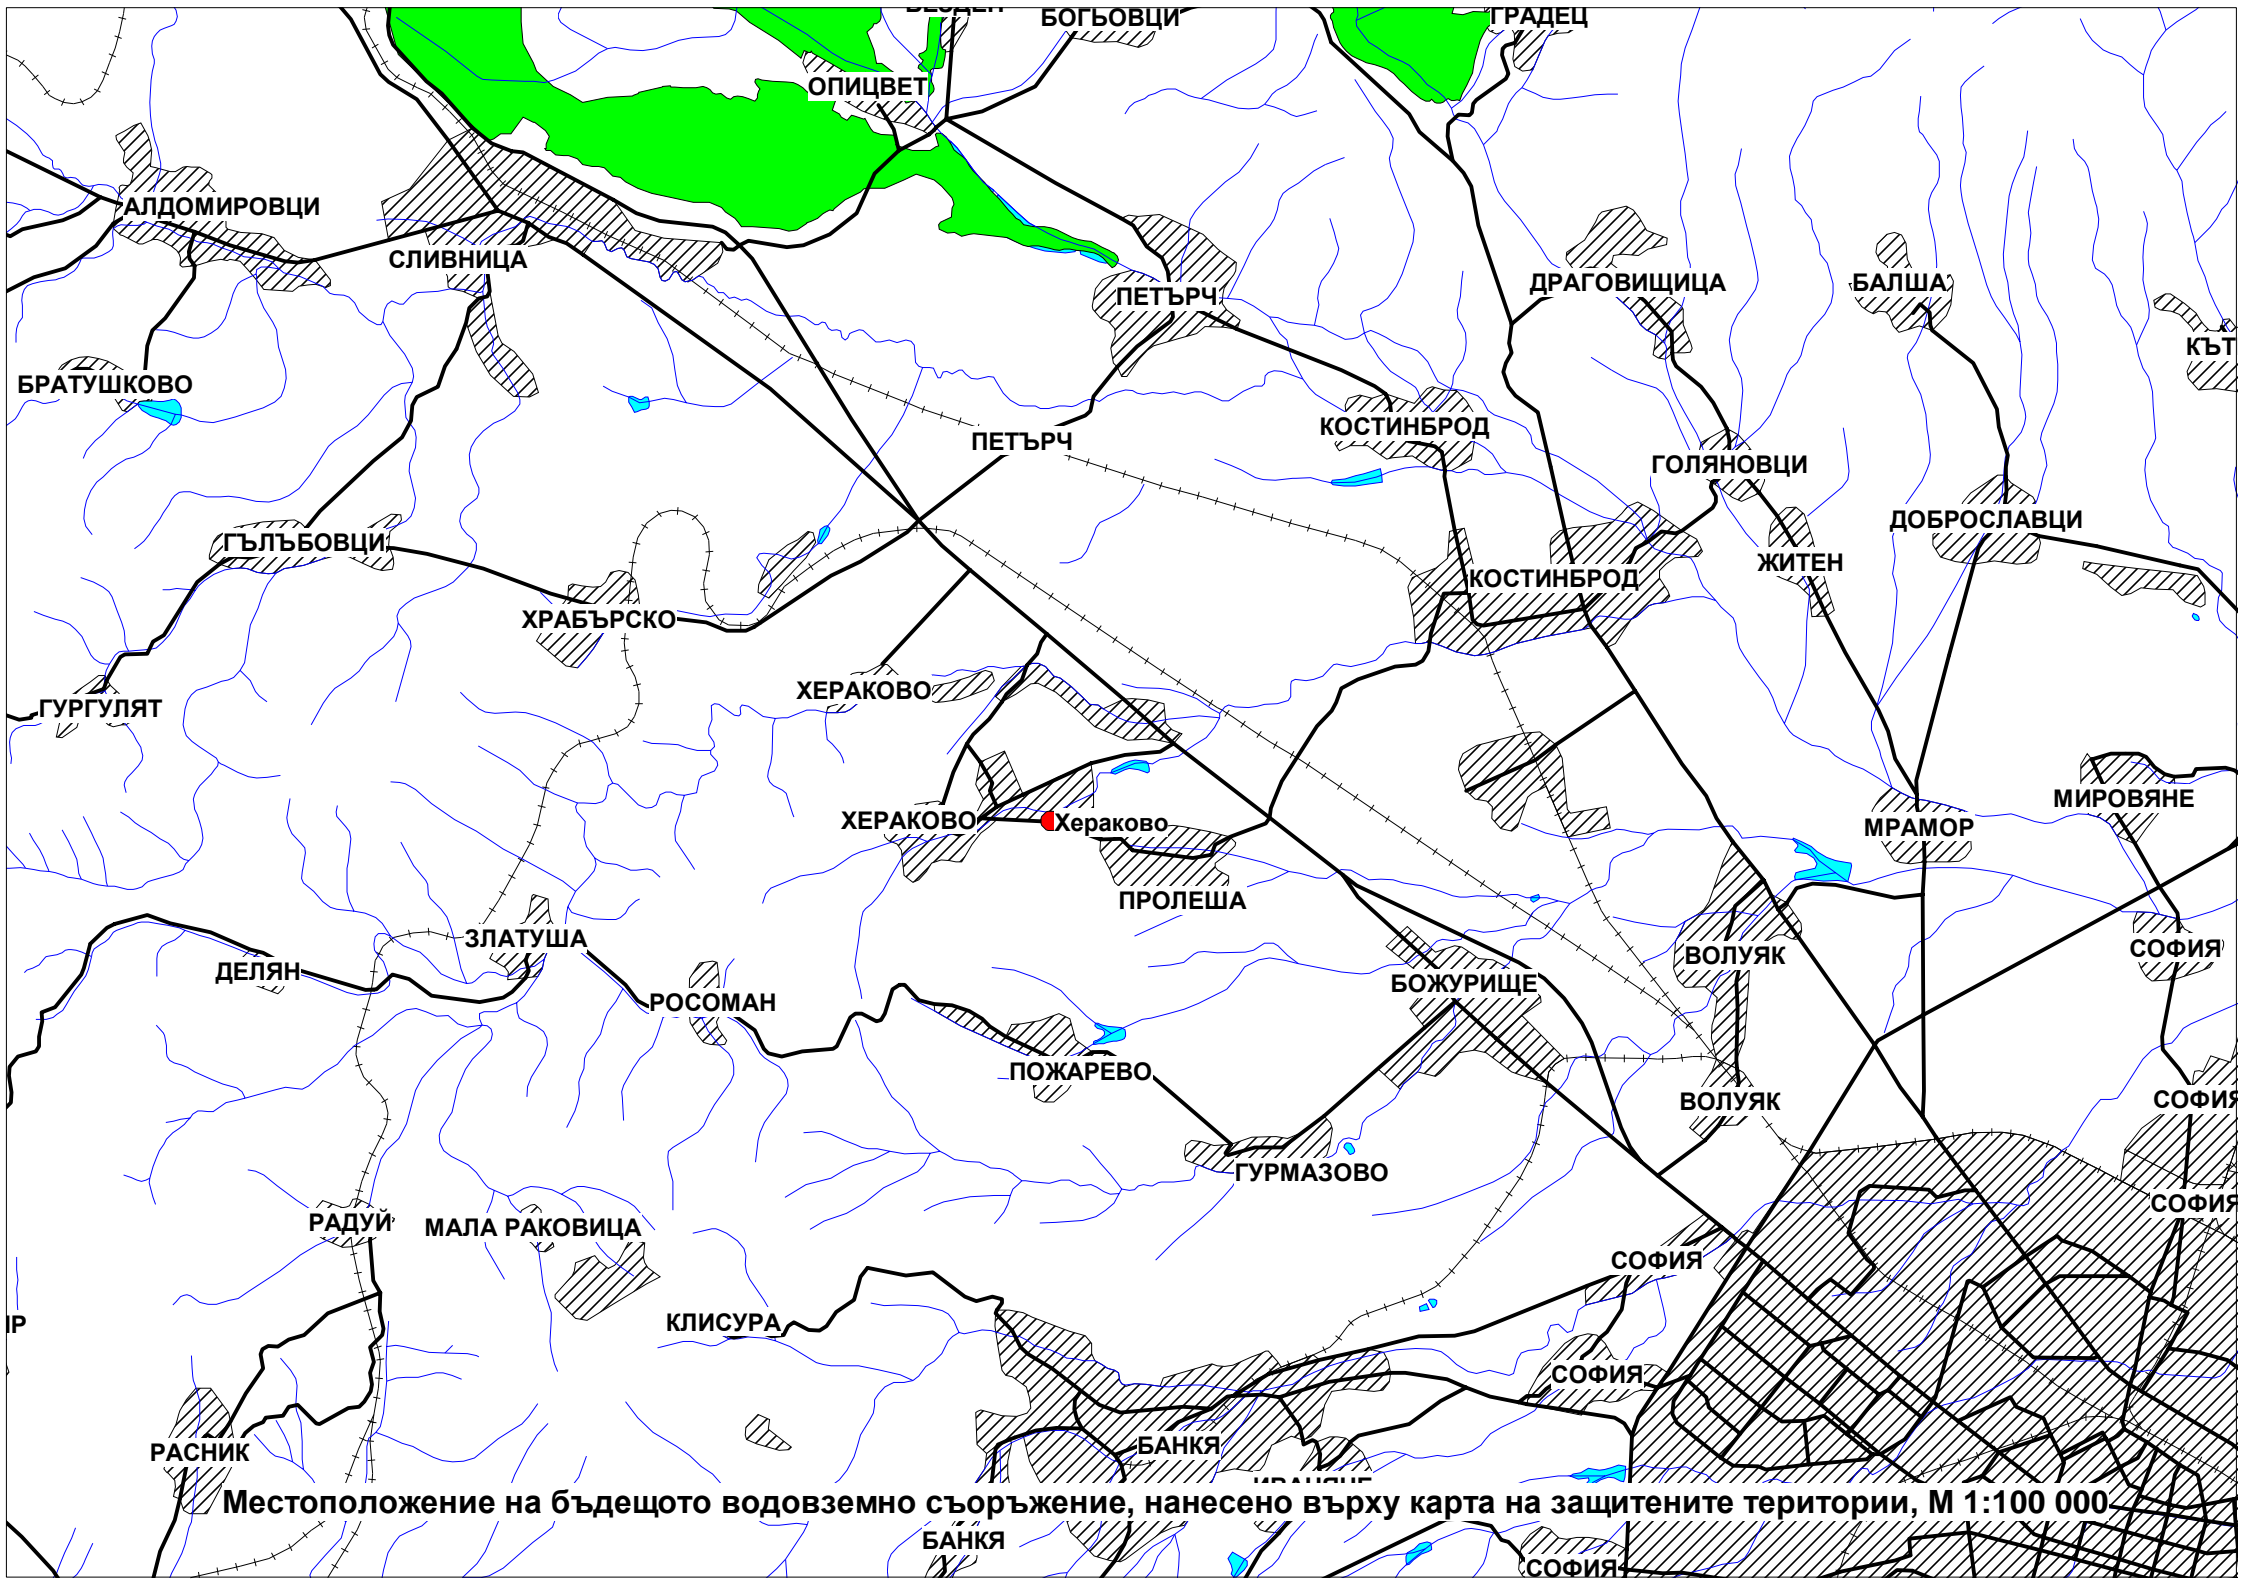 БОГЬОВЦИ
ГРАДЕЦ
ОПИЦВЕТ
АЛДОМИРОВЦИ
СЛИВНИЦА
ПЕТЪРЧ
ДРАГОВИЩИЦА
БАЛША
КЪТ
БРАТУШКОВО
КОСТИНБРОД
ПЕТЪРЧ
ГОЛЯНОВЦИ
ДОБРОСЛАВЦИ
ГЪЛЪБОВЦИ
ЖИТЕН
КОСТИНБРОД
ХРАБЪРСКО
ХЕРАКОВО
ГУРГУЛЯТ
МИРОВЯНЕ
ХЕРАКОВО
Хераково
МРАМОР
ПРОЛЕША
ЗЛАТУША
СОФИЯ
ВОЛУЯК
ДЕЛЯН
БОЖУРИЩЕ
РОСОМАН
ПОЖАРЕВО
ВОЛУЯК
СОФИЯ
ГУРМАЗОВО
СОФИЯ
РАДУЙ
МАЛА РАКОВИЦА
СОФИЯ
КЛИСУРА
ІР
СОФИЯ
БАНКЯ
РАСНИК
Местоположение на бъдещото водовземно съоръжение, нанесено върху карта на защитените територии, М 1:100 000
БАНКЯ
СОФИЯ